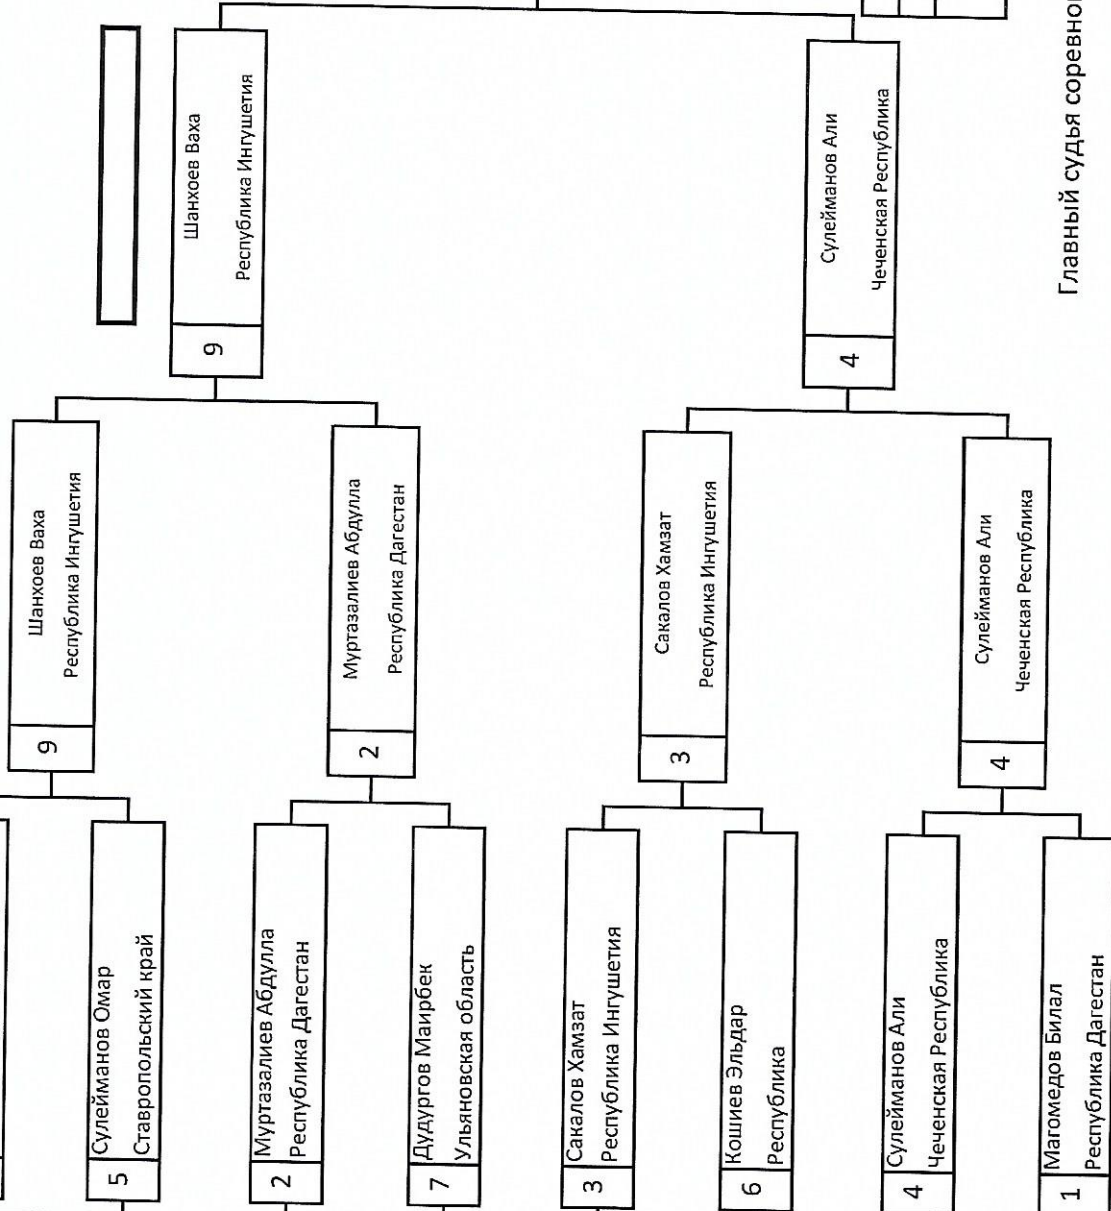 5
Сулейманов Омар
Ставропольский край
2
Муртазалиев Абдулла
Республика Дагестан
7
Дудургов Маирбек
Ульяновская область
3
Сакалов Хамзат
Республика Ингушетия
6
Кошиев Эльдар
Республика
4
Сулейманов Али
Чеченская Республика
1
Магомедов Билал
Республика Дагестан
9
Шанхоев Ваха
Республика Ингушетия
2
Муртазалиев Абдулла
Республика Дагестан
3
Сакалов Хамзат
Республика Ингушетия
4
Сулейманов Али
Чеченская Республика
9
Шанхоев Ваха
Республика Ингушетия
4
Сулейманов Али
Чеченская Республика
Главный судья соревно